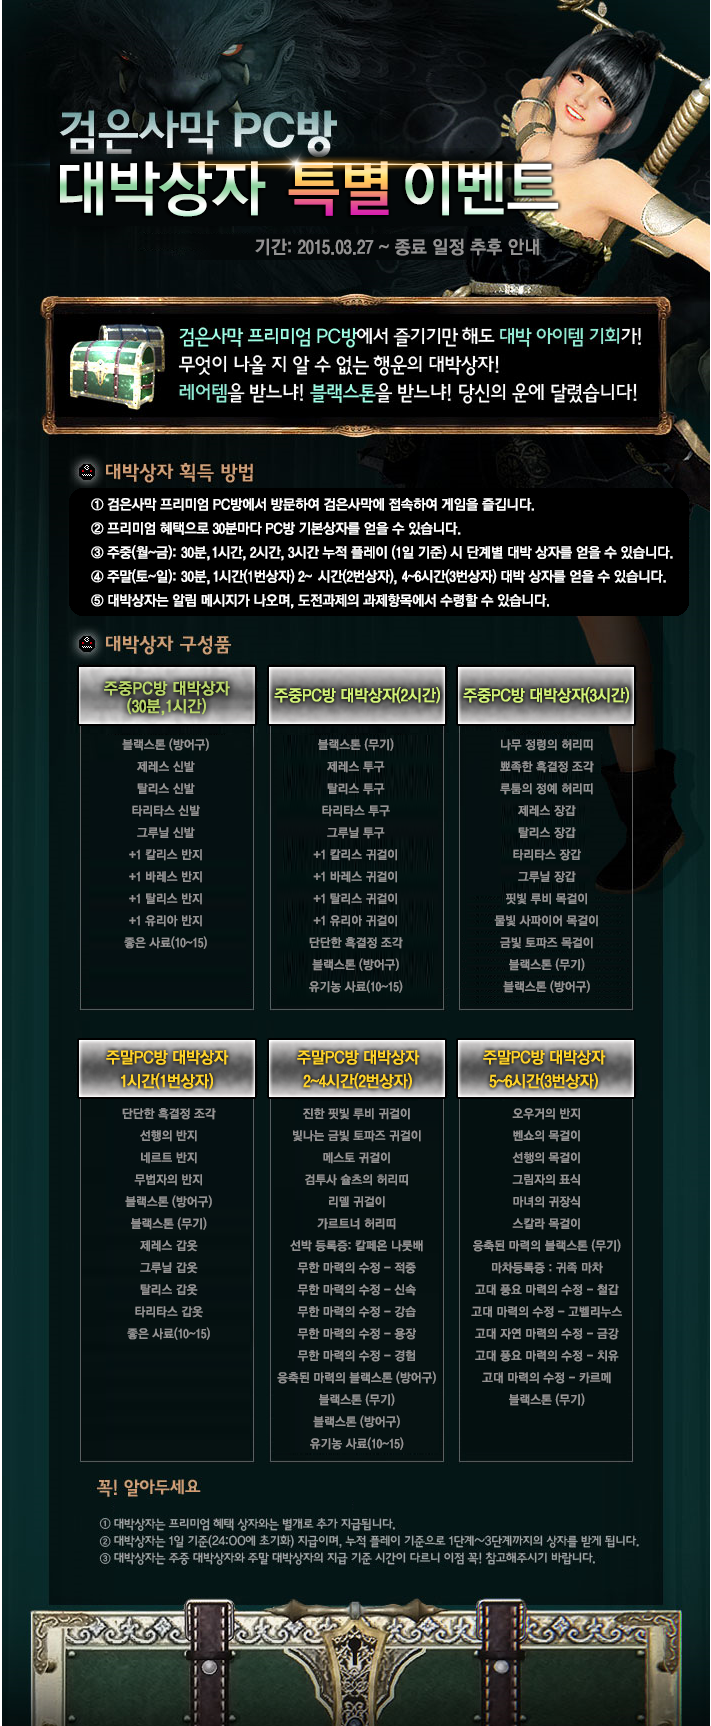 검은사막 PC방
대박상자 특별 이벤트
기간: 2015.03.27 ~ 종료 일정 추후 안내
검은사막 프리미엄 PC방에서 즐기기만 해도 대박 아이템 기회가!
무엇이 나올 지 알 수 없는 행운의 대박상자!
레어템을 받느냐! 블랙스톤을 받느냐! 당신의 운에 달렸습니다!
대박상자 획득 방법
① 검은사막 프리미엄 PC방에서 방문하여 검은사막에 접속하여 게임을 즐깁니다.
② 프리미엄 혜택으로 30분마다 PC방 기본상자를 얻을 수 있습니다.
③ 주중(월~금): 30분, 1시간, 2시간, 3시간 누적 플레이 (1일 기준) 시 단계별 대박 상자를 얻을 수 있습니다.
④ 주말(토~일): 30분, 1시간(1번상자) 2~ 시간(2번상자), 4~6시간(3번상자) 대박 상자를 얻을 수 있습니다.
⑤ 대박상자는 알림 메시지가 나오며, 도전과제의 과제항목에서 수령할 수 있습니다.
대박상자 구성품
주중PC방 대박상자
(30분,1시간)
블랙스톤 (방어구)
제레스 신발
탈리스 신발
타리타스 신발
그루닐 신발
+1 칼리스 반지
+1 바레스 반지
+1 탈리스 반지
+1 유리아 반지
좋은 사료(10~15)
주중PC방 대박상자(2시간)
블랙스톤 (무기)
제레스 투구
탈리스 투구
타리타스 투구
그루닐 투구
+1 칼리스 귀걸이
+1 바레스 귀걸이
+1 탈리스 귀걸이
+1 유리아 귀걸이
단단한 흑결정 조각
블랙스톤 (방어구)
유기농 사료(10~15)
주중PC방 대박상자(3시간)
나무 정령의 허리띠
뾰족한 흑결정 조각
루툼의 정예 허리띠
제레스 장갑
탈리스 장갑
타리타스 장갑
그루닐 장갑
핏빛 루비 목걸이
물빛 사파이어 목걸이
금빛 토파즈 목걸이
블랙스톤 (무기)
블랙스톤 (방어구)
주말PC방 대박상자
1시간(1번상자)
단단한 흑결정 조각
선행의 반지
네르트 반지
무법자의 반지
블랙스톤 (방어구)
블랙스톤 (무기)
제레스 갑옷
그루닐 갑옷
탈리스 갑옷
타리타스 갑옷
좋은 사료(10~15)
주말PC방 대박상자
2~4시간(2번상자)
진한 핏빛 루비 귀걸이
빛나는 금빛 토파즈 귀걸이
메스토 귀걸이
검투사 슐츠의 허리띠
리델 귀걸이
가르트너 허리띠
선박 등록증: 칼페온 나룻배
무한 마력의 수정 - 적중
무한 마력의 수정 - 신속
무한 마력의 수정 - 강습
무한 마력의 수정 - 용장
무한 마력의 수정 - 경험
응축된 마력의 블랙스톤 (방어구)
블랙스톤 (무기)
블랙스톤 (방어구)
유기농 사료(10~15)
주말PC방 대박상자
5~6시간(3번상자)
오우거의 반지
벤쇼의 목걸이
선행의 목걸이
그림자의 표식
마녀의 귀장식
스칼라 목걸이
응축된 마력의 블랙스톤 (무기)
마차등록증 : 귀족 마차
고대 풍요 마력의 수정 - 철갑
고대 마력의 수정 - 고벨리누스
고대 자연 마력의 수정 - 금강
고대 풍요 마력의 수정 - 치유
고대 마력의 수정 - 카르메
블랙스톤 (무기)
꼭! 알아두세요
① 대박상자는 프리미엄 혜택 상자와는 별개로 추가 지급됩니다.
② 대박상자는 1일 기준(24:00에 초기화) 지급이며, 누적 플레이 기준으로 1단계~3단계까지의 상자를 받게 됩니다.
③ 대박상자는 주중 대박상자와 주말 대박상자의 지급 기준 시간이 다르니 이점 꼭! 참고해주시기 바랍니다.